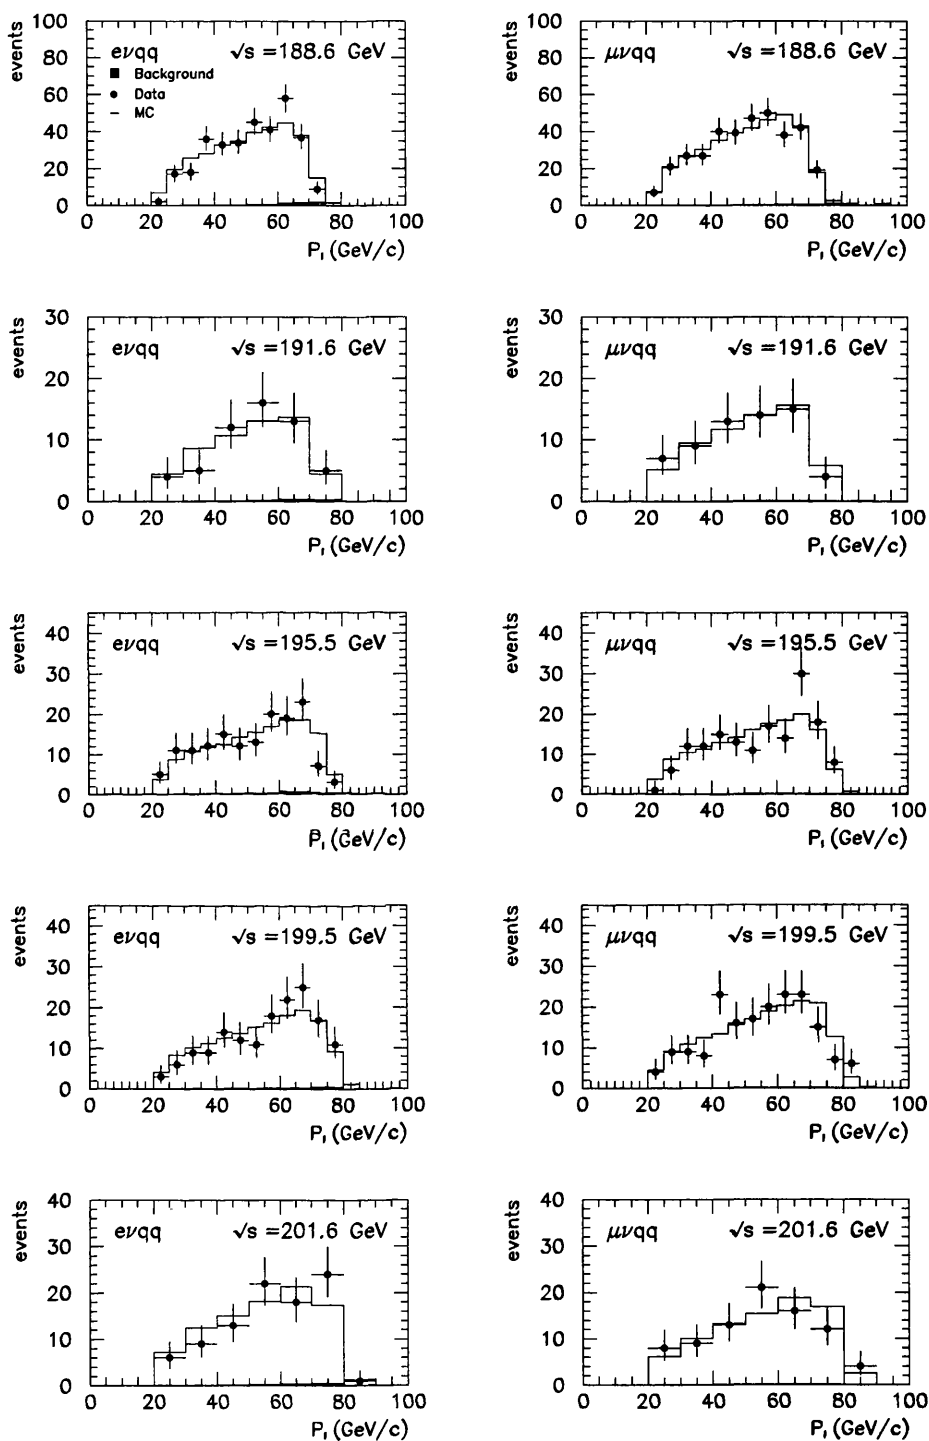 events
100
80
60
40
20
0
eνqq √s =188.6 GeV
■ Background
● Data
— MC
0 20 40 60 80 100
P_l (GeV/c)
events
100
80
60
40
20
0
μνqq √s =188.6 GeV
0 20 40 60 80 100
P_l (GeV/c)
events
30
20
10
0
eνqq √s =191.6 GeV
0 20 40 60 80 100
P_l (GeV/c)
events
30
20
10
0
μνqq √s =191.6 GeV
0 20 40 60 80 100
P_l (GeV/c)
events
40
30
20
10
0
eνqq √s =195.5 GeV
0 20 40 60 80 100
P_l (GeV/c)
events
40
30
20
10
0
μνqq √s =195.5 GeV
0 20 40 60 80 100
P_l (GeV/c)
events
40
30
20
10
0
eνqq √s =199.5 GeV
0 20 40 60 80 100
P_l (GeV/c)
events
40
30
20
10
0
μνqq √s =199.5 GeV
0 20 40 60 80 100
P_l (GeV/c)
events
40
30
20
10
0
eνqq √s =201.6 GeV
0 20 40 60 80 100
P_l (GeV/c)
events
40
30
20
10
0
μνqq √s =201.6 GeV
0 20 40 60 80 100
P_l (GeV/c)